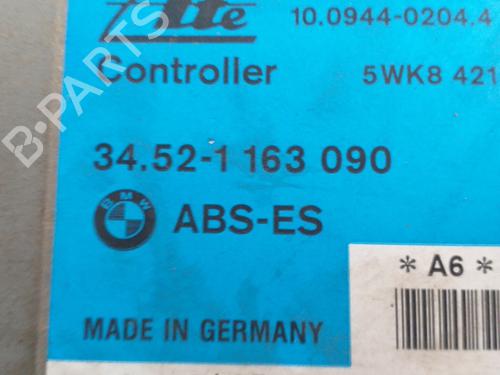 Ate
10.0944-0204.4
Controller
5WK8 421
34.52-1 163 090
BMW
ABS-ES
* A6 *
MADE IN GERMANY
B-PARTS